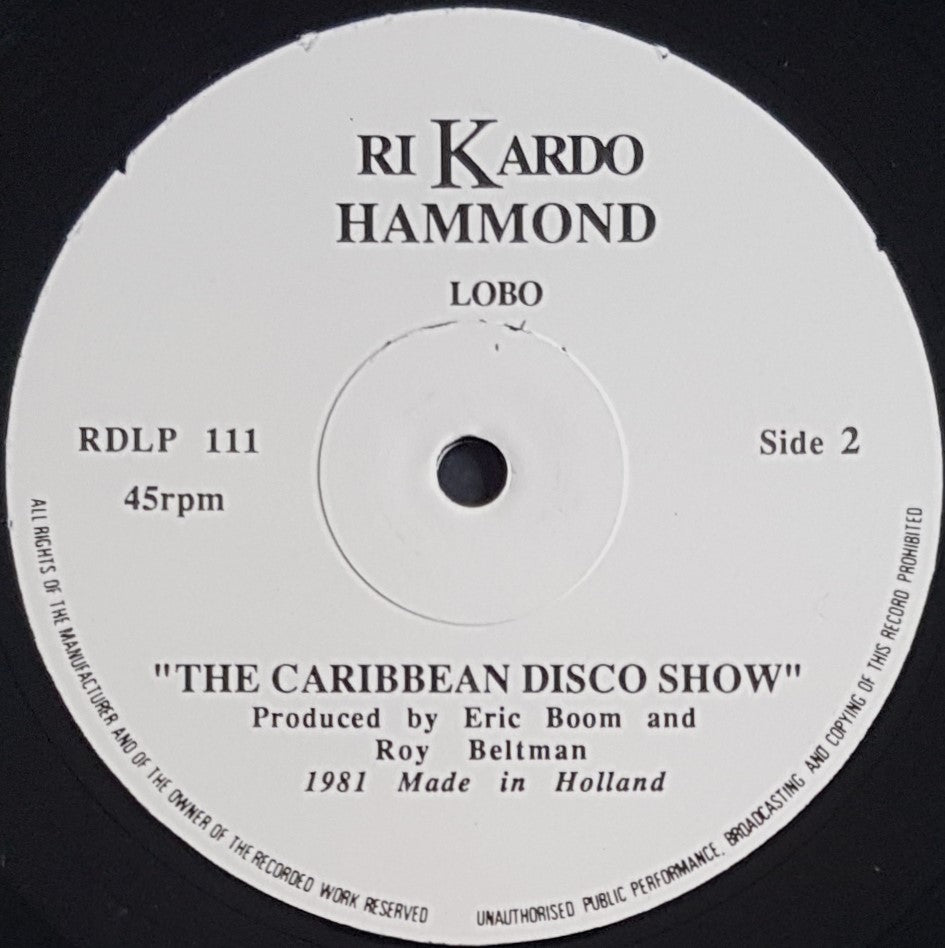 RI KARDO
HAMMOND
LOBO
RDLP 111
Side 2
45rpm
"THE CARIBBEAN DISCO SHOW"
Produced by Eric Boom and
Roy Beltman
1981 Made in Holland
ALL RIGHTS OF THE MANUFACTURER AND OF THE OWNER OF THE RECORDED WORK RESERVED
UNAUTHORISED PUBLIC PERFORMANCE, BROADCASTING AND COPYING OF THIS RECORD PROHIBITED